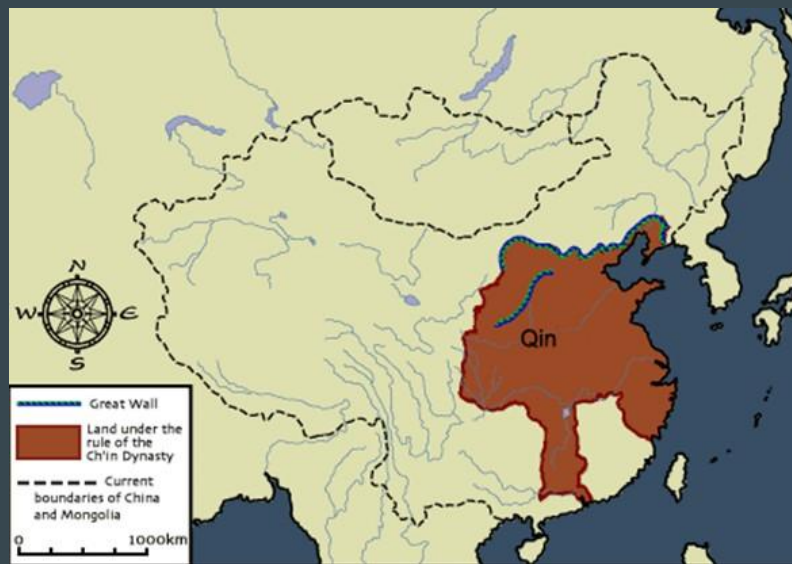 N
W
E
S
Qin
Great Wall
Land under the
rule of the
Ch'in Dynasty
Current
boundaries of China
and Mongolia
0
1000km